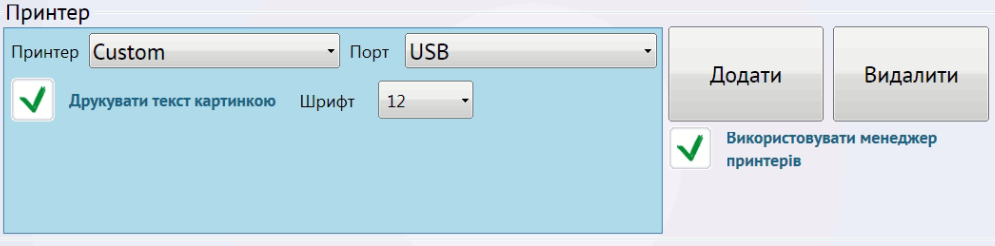 Принтер
Принтер Custom Порт USB
Друкувати текст картинкою Шрифт 12
Додати Видалити
Використовувати менеджер
принтерів